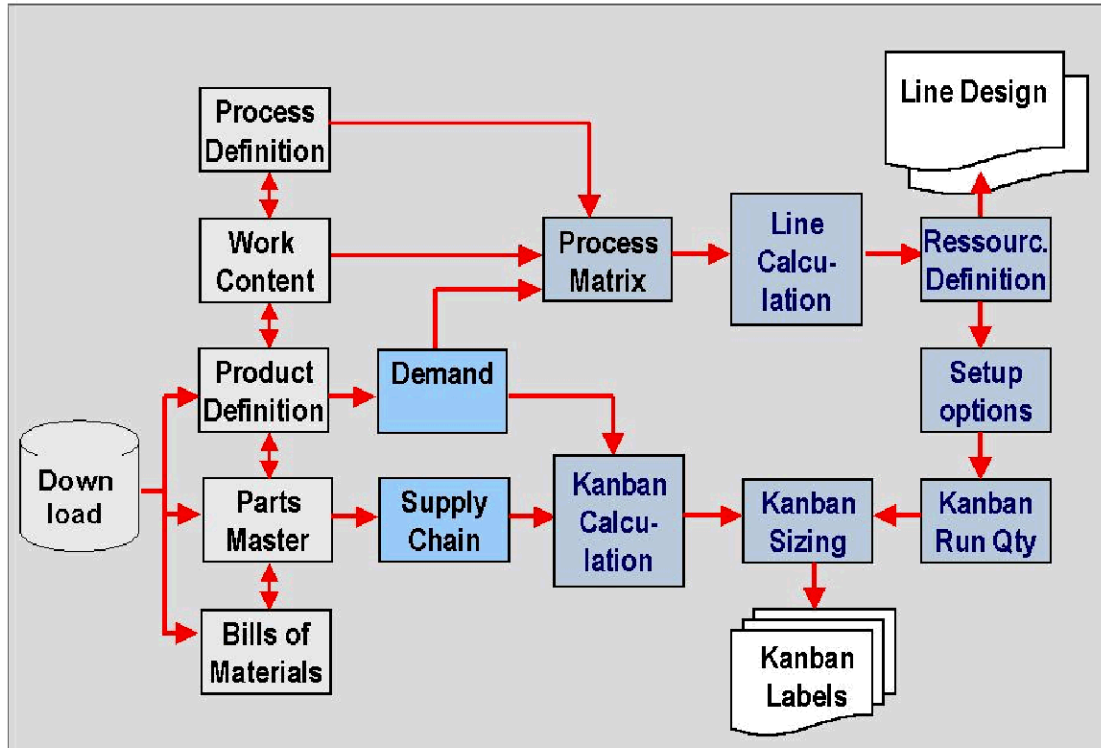 Line Design
Process
Definition
Work
Content
Process
Matrix
Line
Calcu-
lation
Ressourc.
Definition
Product
Definition
Demand
Setup
options
Down
load
Parts
Master
Supply
Chain
Kanban
Calcu-
lation
Kanban
Sizing
Kanban
Run Qty
Bills of
Materials
Kanban
Labels